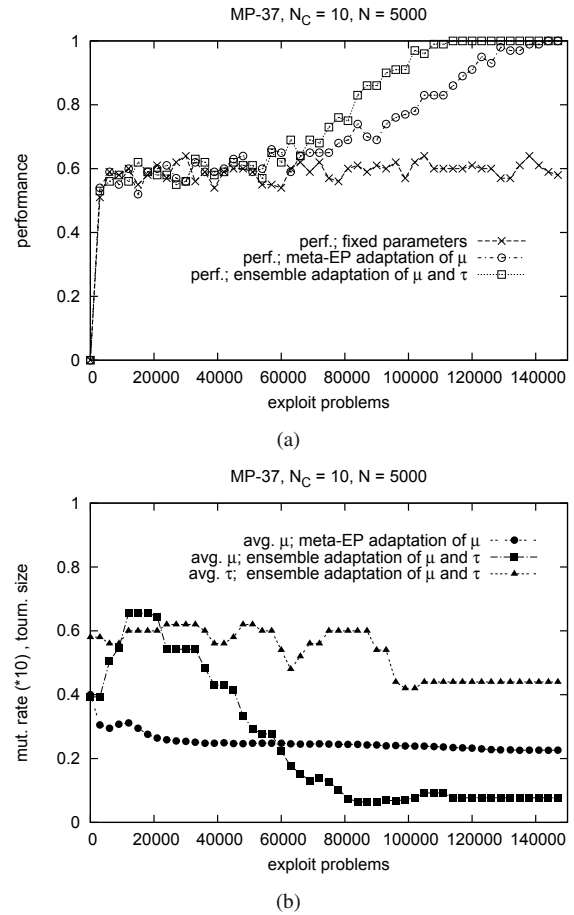 MP-37, N_C = 10, N = 5000
1
0.8
0.6
0.4
0.2
0
performance
perf.; fixed parameters
perf.; meta-EP adaptation of μ
perf.; ensemble adaptation of μ and τ
0 20000 40000 60000 80000 100000 120000 140000
exploit problems
(a)
MP-37, N_C = 10, N = 5000
1
0.8
0.6
0.4
0.2
0
mut. rate (*10) , tourn. size
avg. μ; meta-EP adaptation of μ
avg. μ; ensemble adaptation of μ and τ
avg. τ; ensemble adaptation of μ and τ
0 20000 40000 60000 80000 100000 120000 140000
exploit problems
(b)